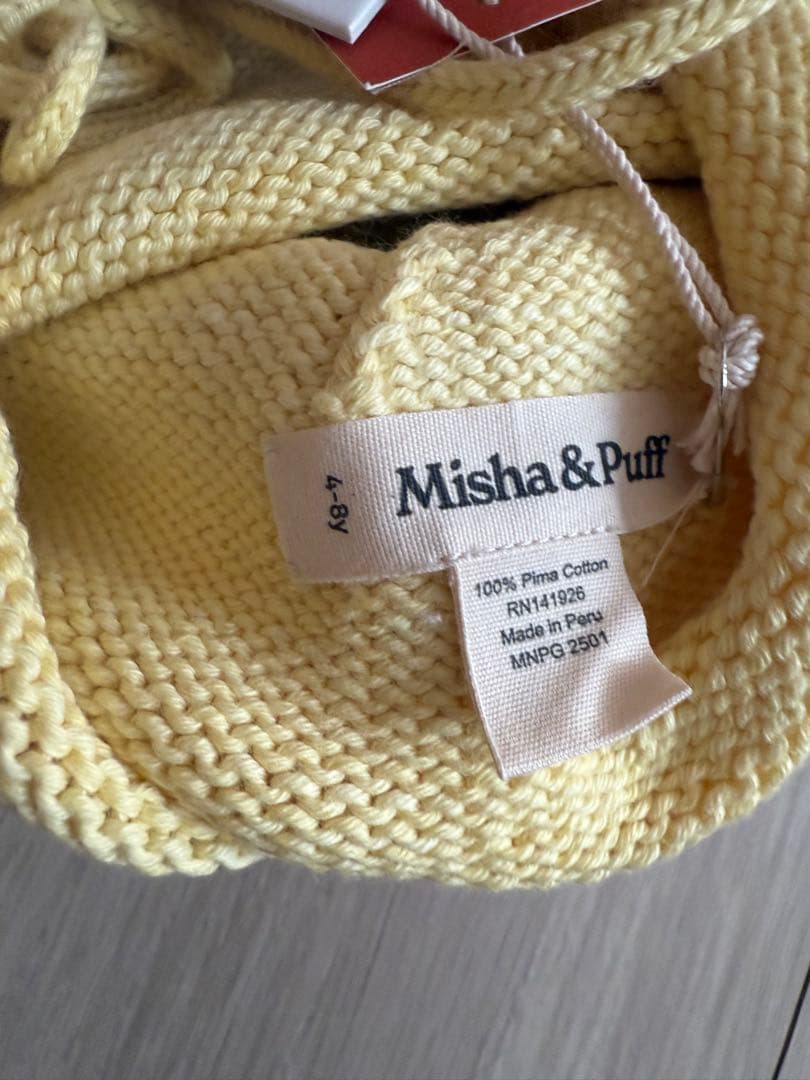 Misha&Puff
4-8y
100% Pima Cotton
RN141926
Made in Peru
MNPG 2501